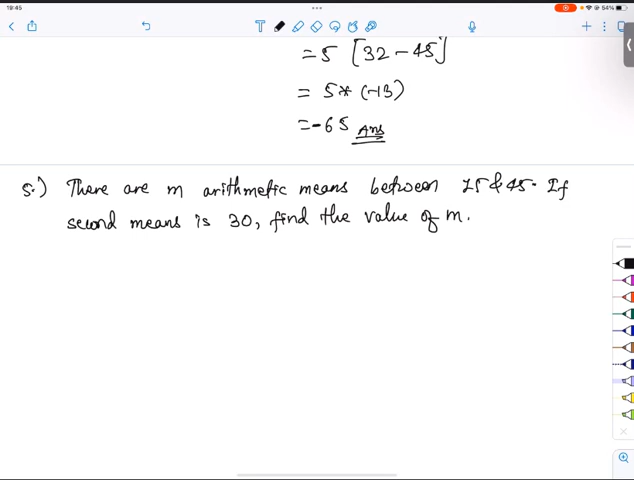 19:45
54%
= 5 [32 - 45]
= 5* (-13)
= -65 Ans
5.) There are m arithmetic means between 25 & 45. If
second means is 30, find the value of m.